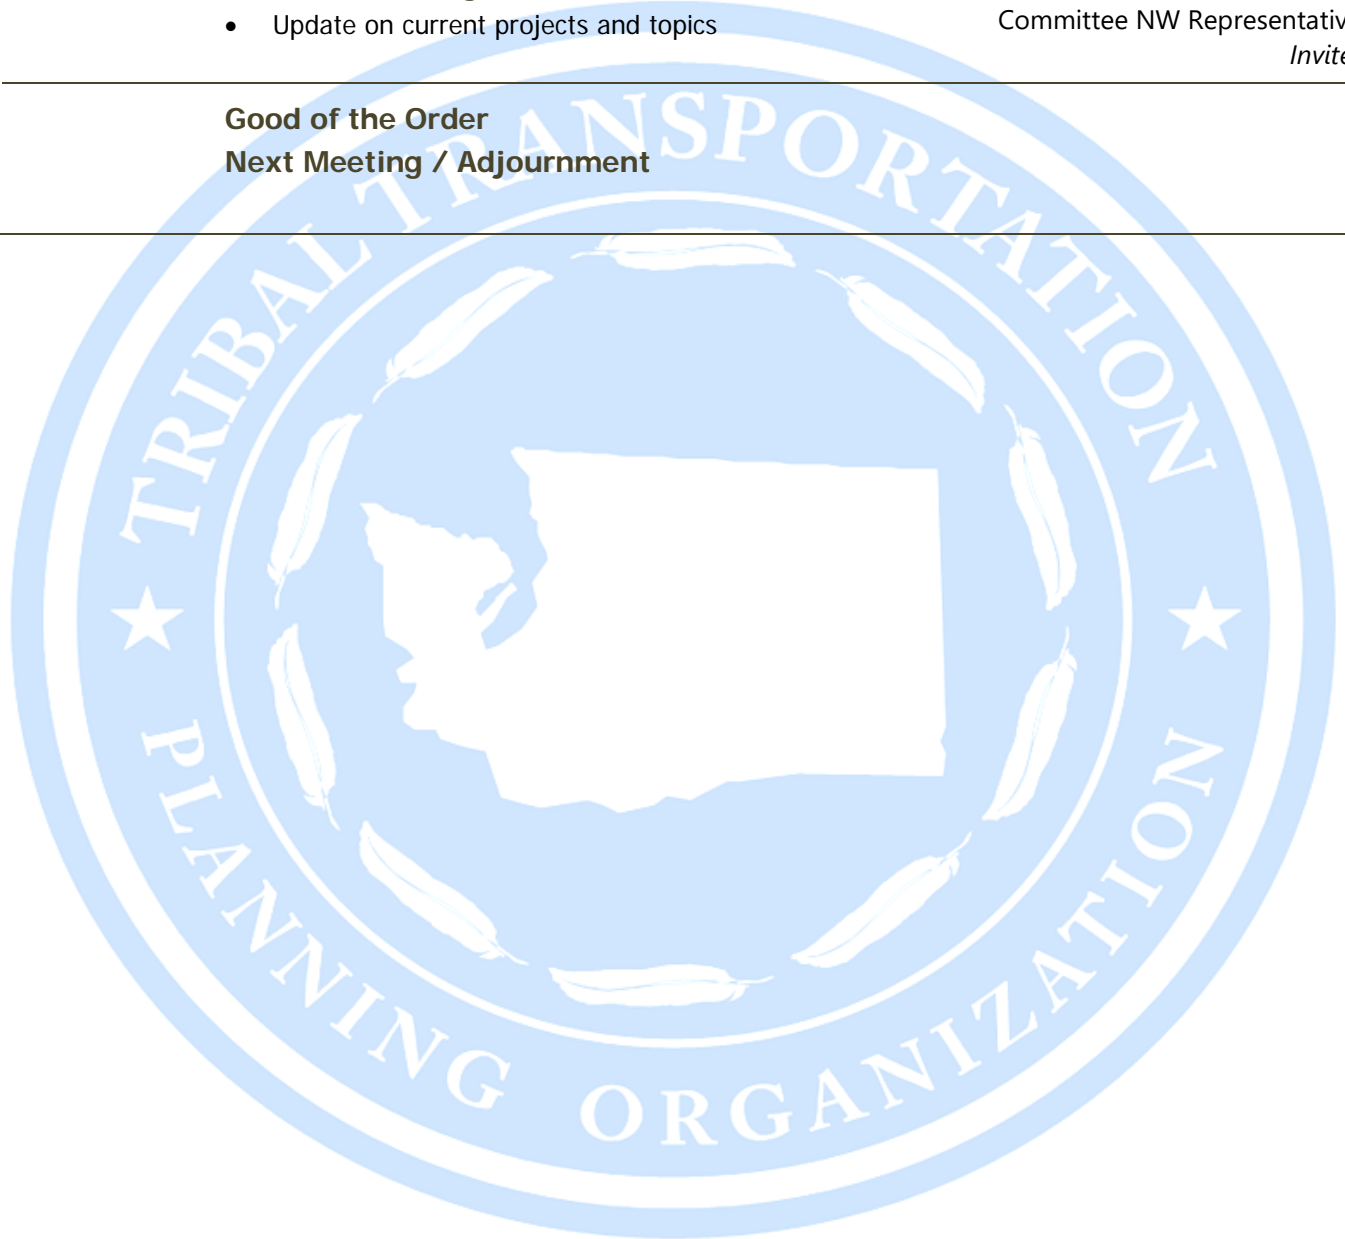 • Update on current projects and topics
Committee NW Representativ
Invite
Good of the Order
Next Meeting / Adjournment
TRIBAL TRANSPORTATION
★ ★
PLANNING ORGANIZATION